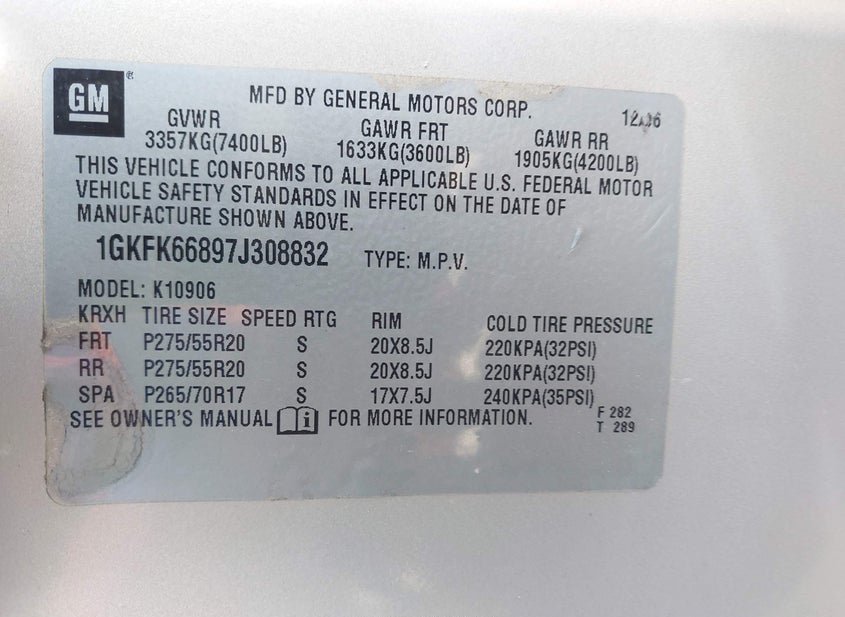 GM ®
MFD BY GENERAL MOTORS CORP.
12/06
GVWR GAWR FRT GAWR RR
3357KG(7400LB) 1633KG(3600LB) 1905KG(4200LB)
THIS VEHICLE CONFORMS TO ALL APPLICABLE U.S. FEDERAL MOTOR
VEHICLE SAFETY STANDARDS IN EFFECT ON THE DATE OF
MANUFACTURE SHOWN ABOVE.
1GKFK66897J308832 TYPE: M.P.V.
MODEL: K10906
KRXH TIRE SIZE SPEED RTG RIM COLD TIRE PRESSURE
FRT P275/55R20 S 20X8.5J 220KPA(32PSI)
RR P275/55R20 S 20X8.5J 220KPA(32PSI)
SPA P265/70R17 S 17X7.5J 240KPA(35PSI)
SEE OWNER'S MANUAL i FOR MORE INFORMATION.
F 282
T 289